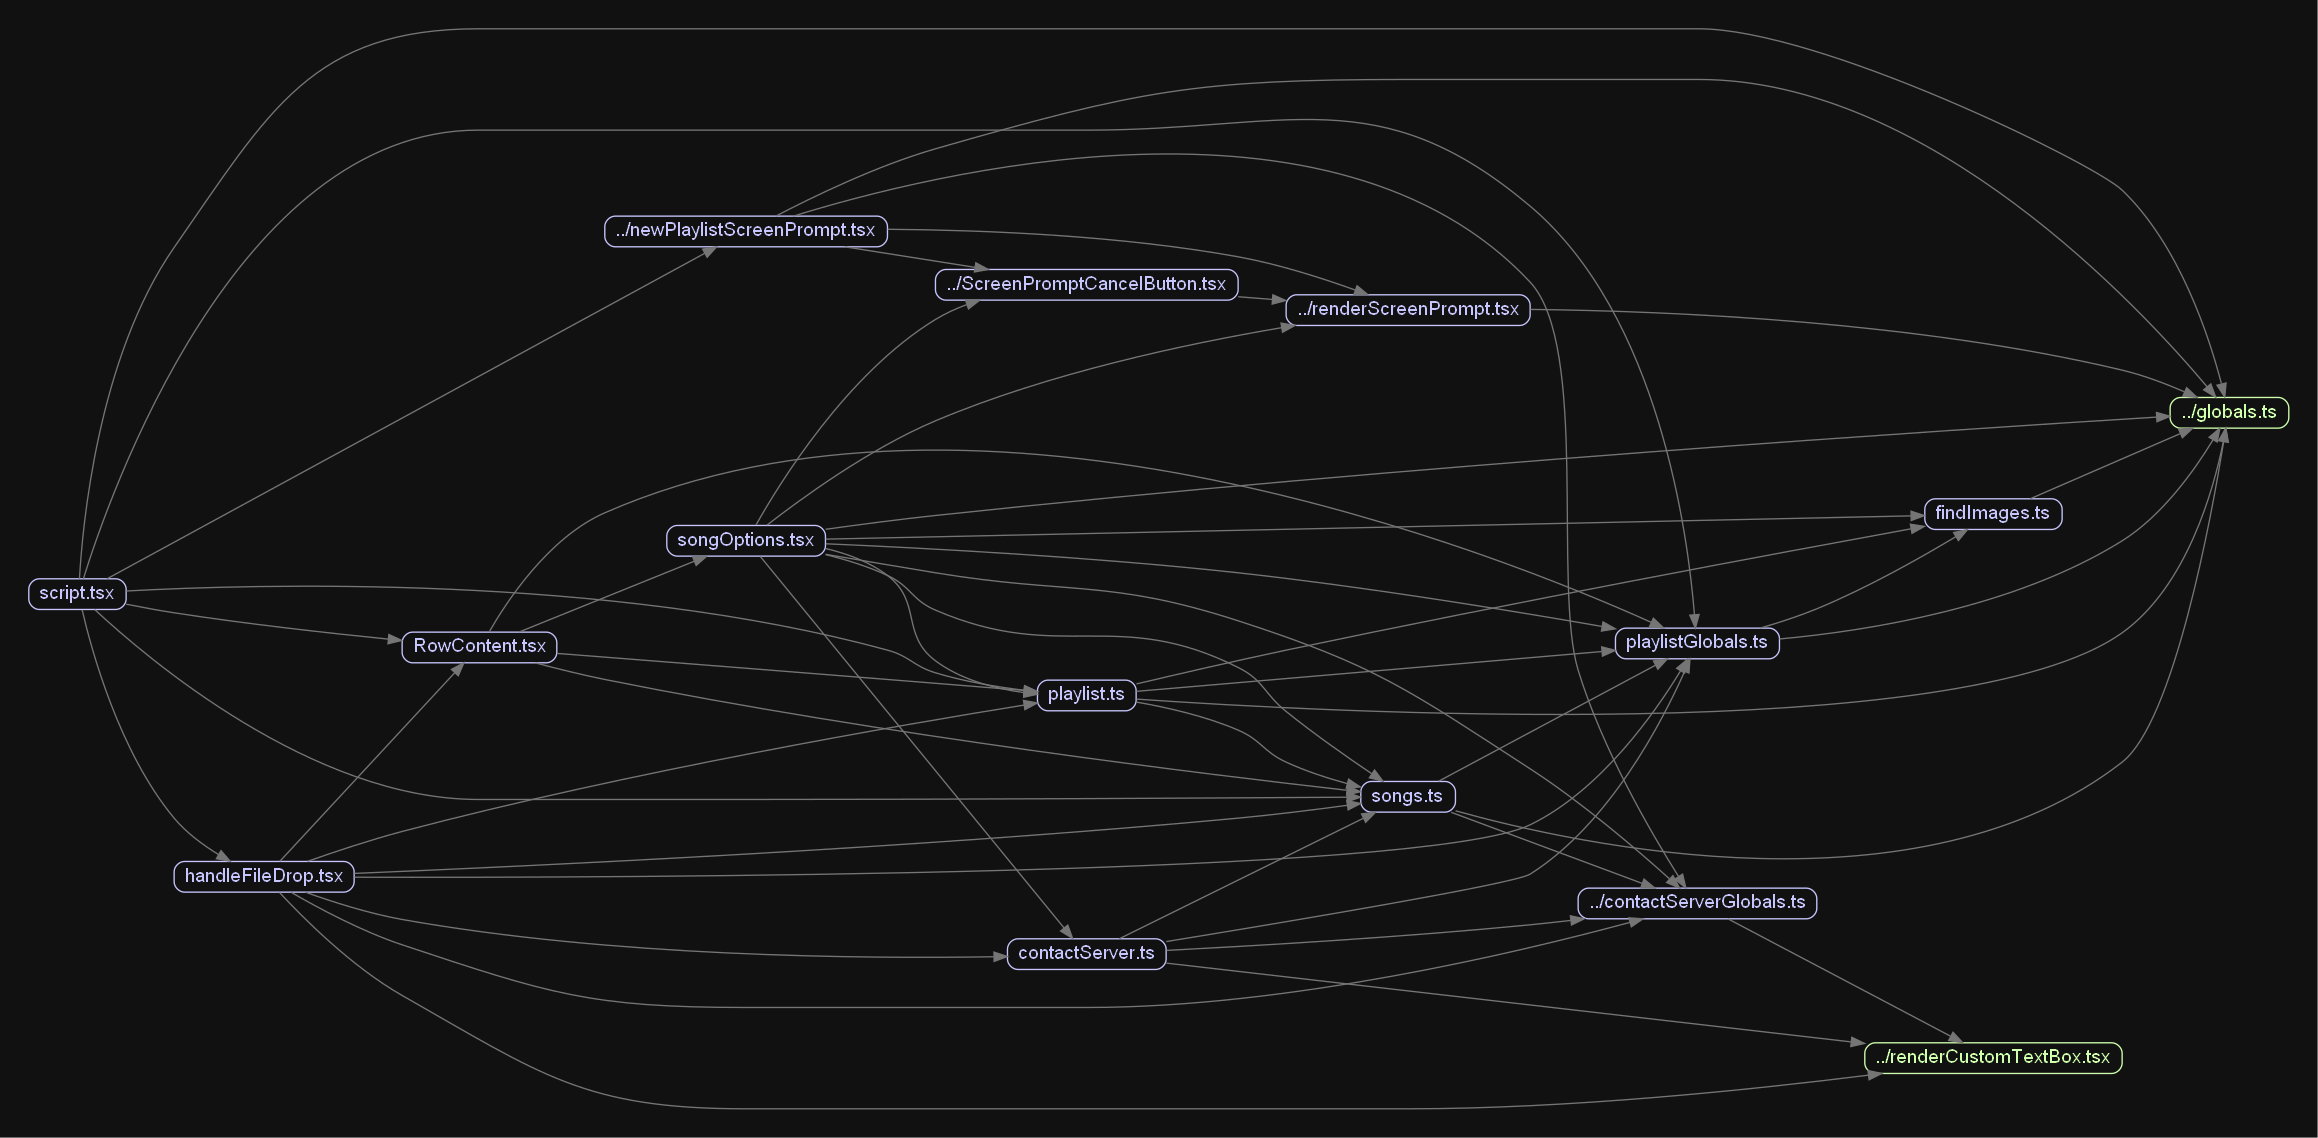 ../newPlaylistScreenPrompt.tsx
../ScreenPromptCancelButton.tsx
../renderScreenPrompt.tsx
../globals.ts
findImages.ts
songOptions.tsx
script.tsx
RowContent.tsx
playlistGlobals.ts
playlist.ts
songs.ts
handleFileDrop.tsx
../contactServerGlobals.ts
contactServer.ts
../renderCustomTextBox.tsx